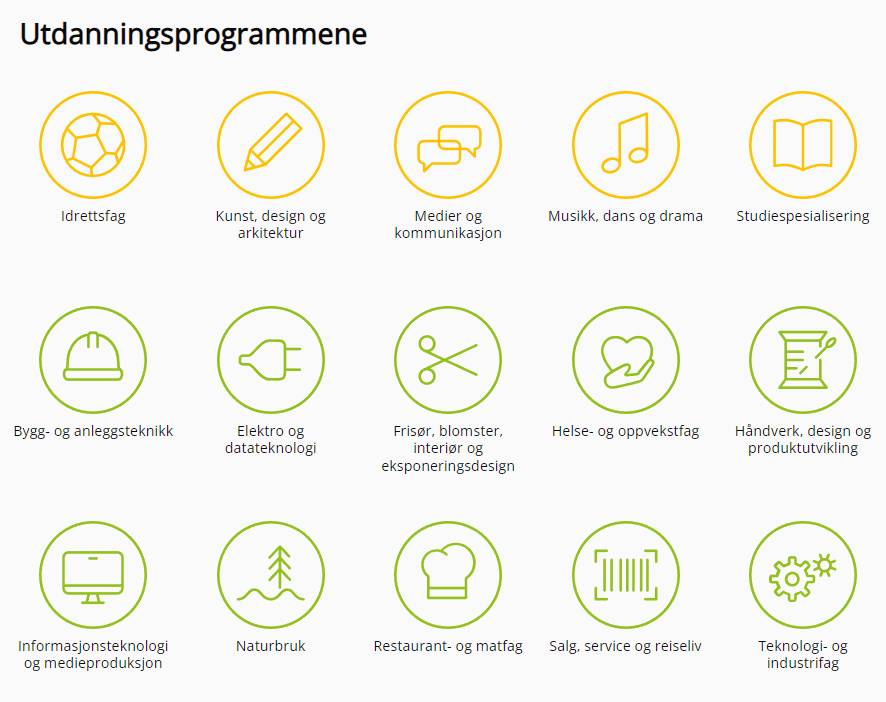 Utdanningsprogrammene
Idrettsfag
Kunst, design og
arkitektur
Medier og
kommunikasjon
Musikk, dans og drama
Studiespesialisering
Bygg- og anleggsteknikk
Elektro og
datateknologi
Frisør, blomster,
interiør og
eksponeringsdesign
Helse- og oppvekstfag
Håndverk, design og
produktutvikling
Informasjonsteknologi
og medieproduksjon
Naturbruk
Restaurant- og matfag
Salg, service og reiseliv
Teknologi- og
industrifag